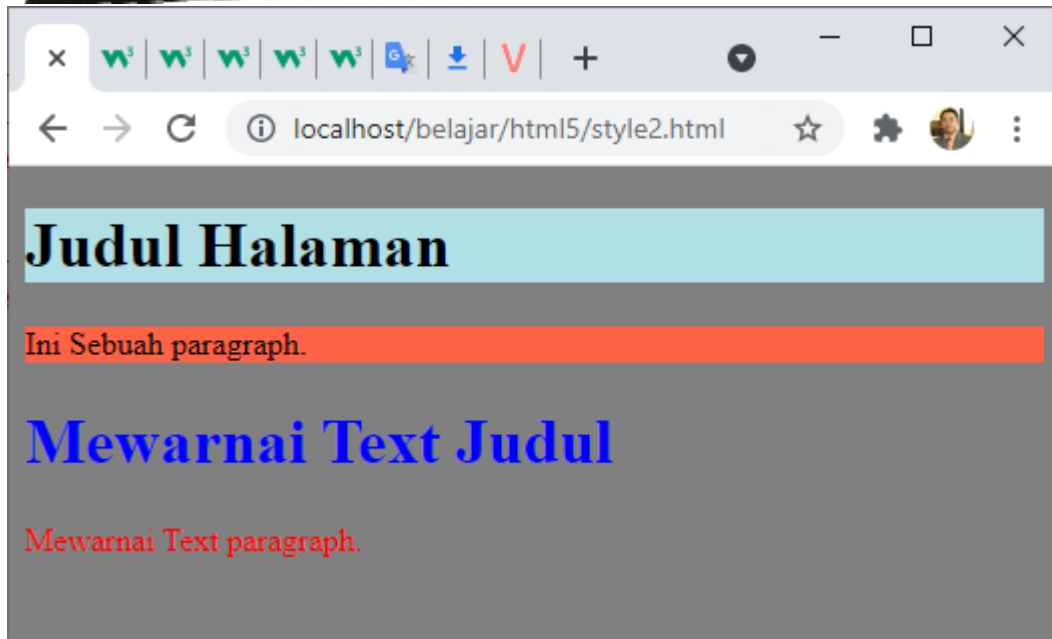 localhost/belajar/html5/style2.html
Judul Halaman
Ini Sebuah paragraph.
Mewarnai Text Judul
Mewarnai Text paragraph.